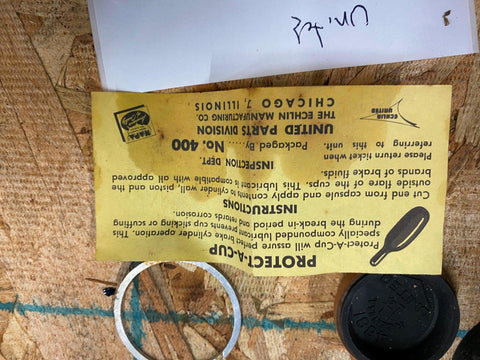 PROTECT-A-CUP
Protect-A-Cup will assure perfect brake cylinder operation. This
specially compounded lubricant prevents cup sticking or scuffing
during the break-in period and retards corrosion.
INSTRUCTIONS
Cut end from capsule and apply contents to cylinder wall, piston and the
outside flare of the cups. This lubricant is compatible with oil approved
brands of brake fluids.
INSPECTION DEPT.
Please return ticket when
referring to this unit.
Packaged By
No. 400
UNITED PARTS DIVISION
THE ECHLIN MANUFACTURING CO.
CHICAGO 7, ILLINOIS
ECHLIN
UNITED
NAPA